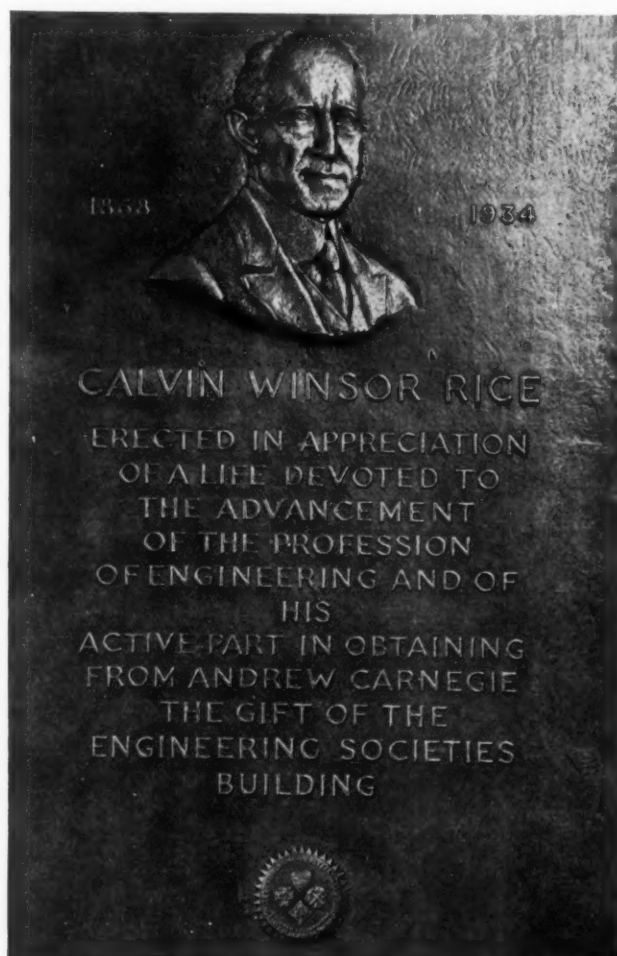 1868 1934
CALVIN WINSOR RICE
ERECTED IN APPRECIATION
OF A LIFE DEVOTED TO
THE ADVANCEMENT
OF THE PROFESSION
OF ENGINEERING AND OF
HIS
ACTIVE PART IN OBTAINING
FROM ANDREW CARNEGIE
THE GIFT OF THE
ENGINEERING SOCIETIES
BUILDING